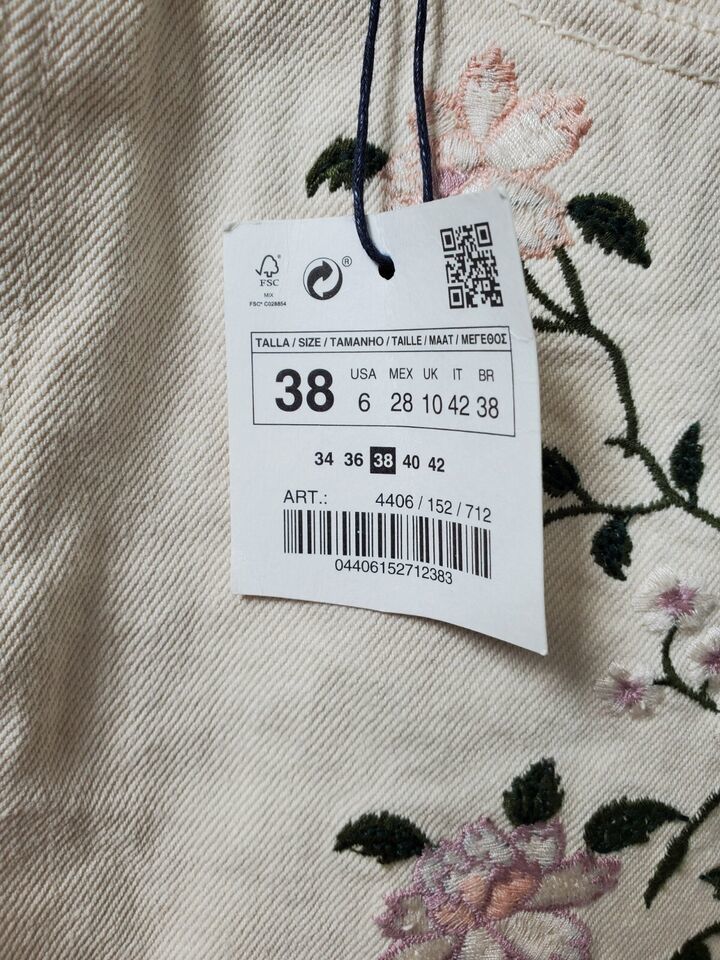 FSC
MIX
FSC® C028854
®
TALLA / SIZE / TAMANHO / TAILLE / MAAT / ΜΕΓΕΘΟΣ
38 USA MEX UK IT BR
6 28 10 42 38
34 36 38 40 42
ART.: 4406 / 152 / 712
04406152712383